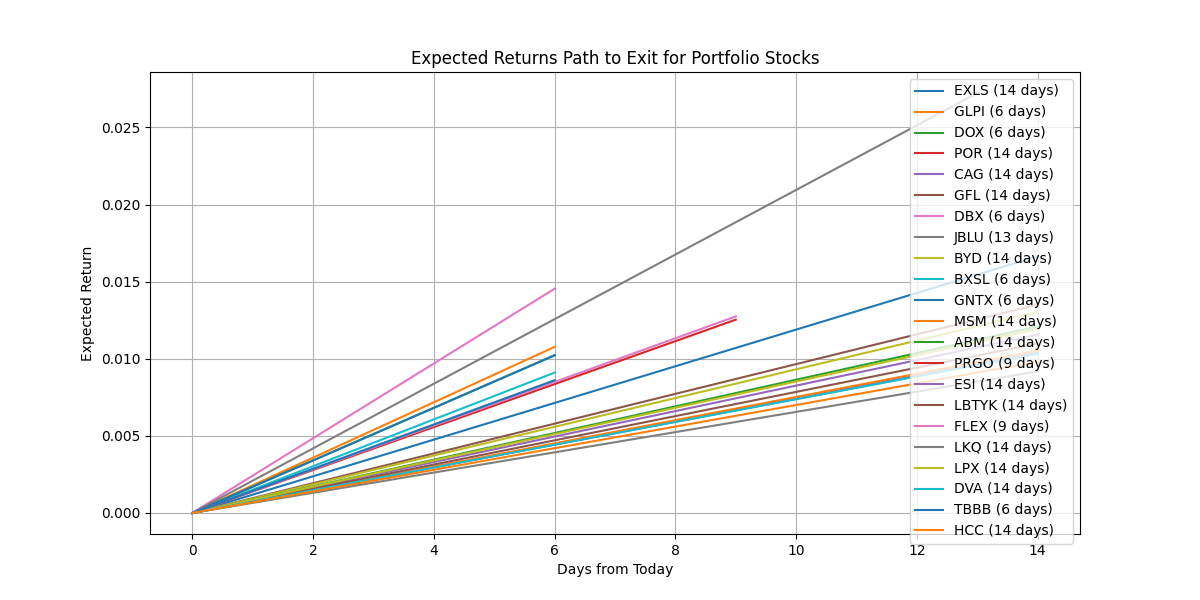 Expected Returns Path to Exit for Portfolio Stocks
Expected Return
0.025
0.020
0.015
0.010
0.005
0.000
EXLS (14 days)
GLPI (6 days)
DOX (6 days)
POR (14 days)
CAG (14 days)
GFL (14 days)
DBX (6 days)
JBLU (13 days)
BYD (14 days)
BXSL (6 days)
GNTX (6 days)
MSM (14 days)
ABM (14 days)
PRGO (9 days)
ESI (14 days)
LBTYK (14 days)
FLEX (9 days)
LKQ (14 days)
LPX (14 days)
DVA (14 days)
TBBB (6 days)
HCC (14 days)
0 2 4 6 8 10 12 14
Days from Today